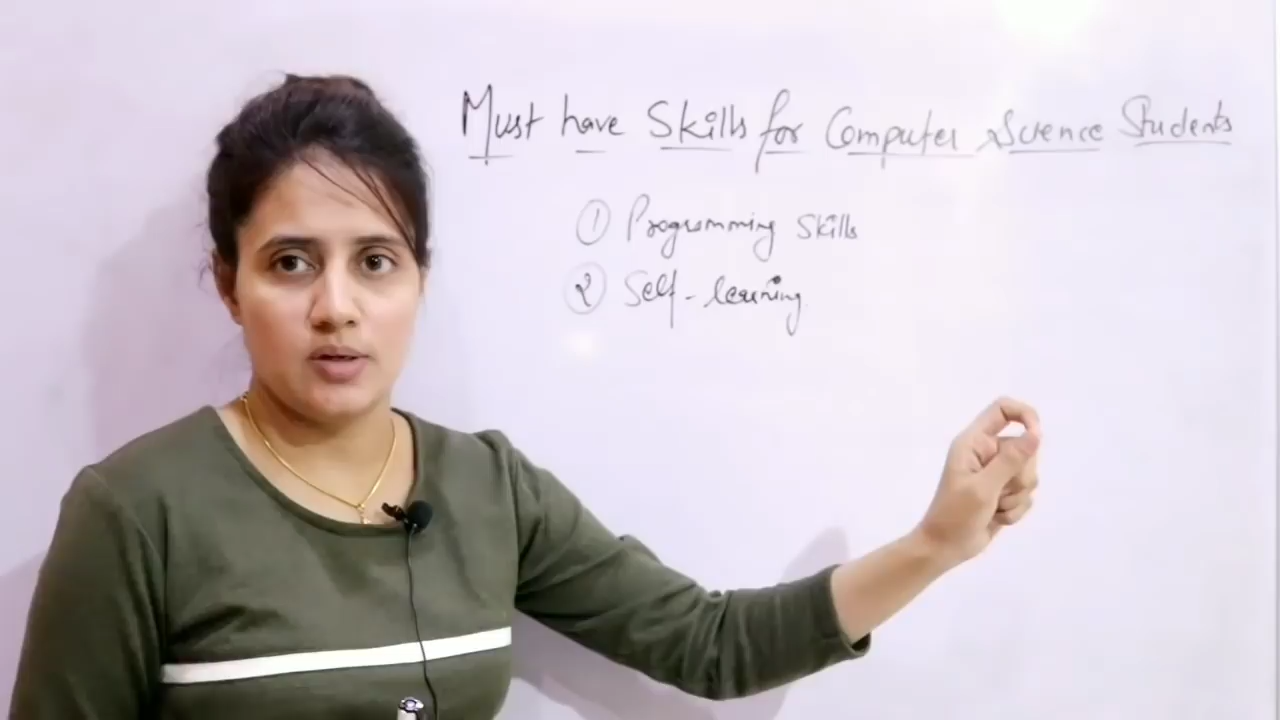 Must have Skills for Computer Science Students
① Programming Skills
② Self-learning